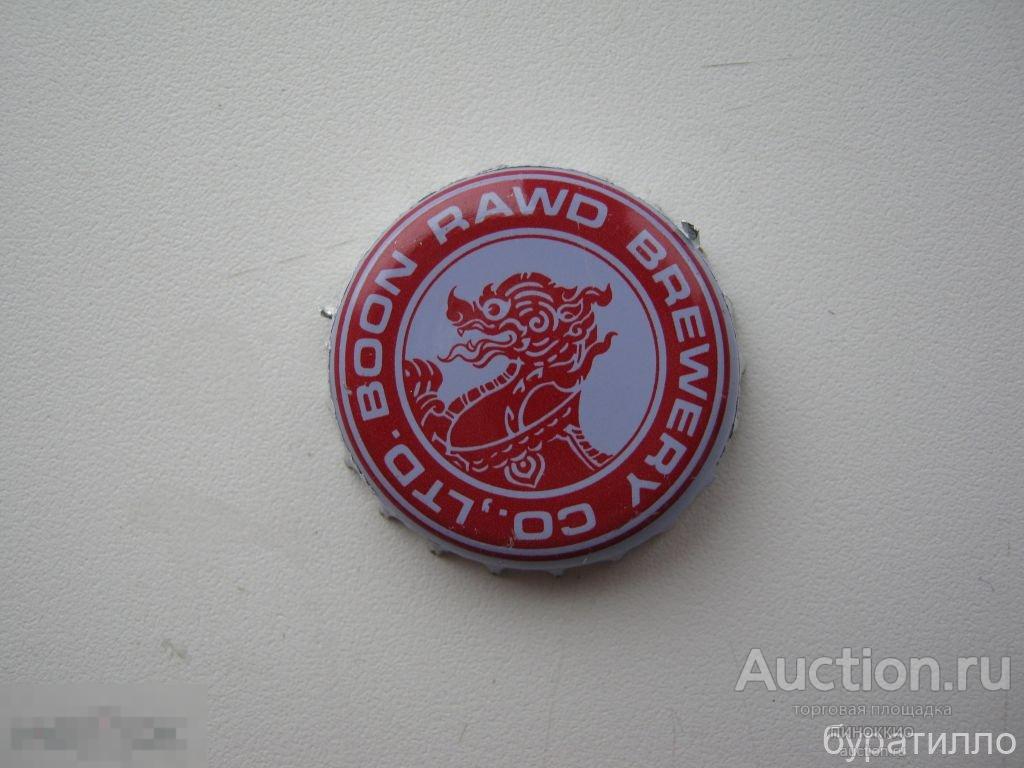 BOON RAWD BREWERY CO.,LTD.
Auction.ru
торговая площадка
буратилло